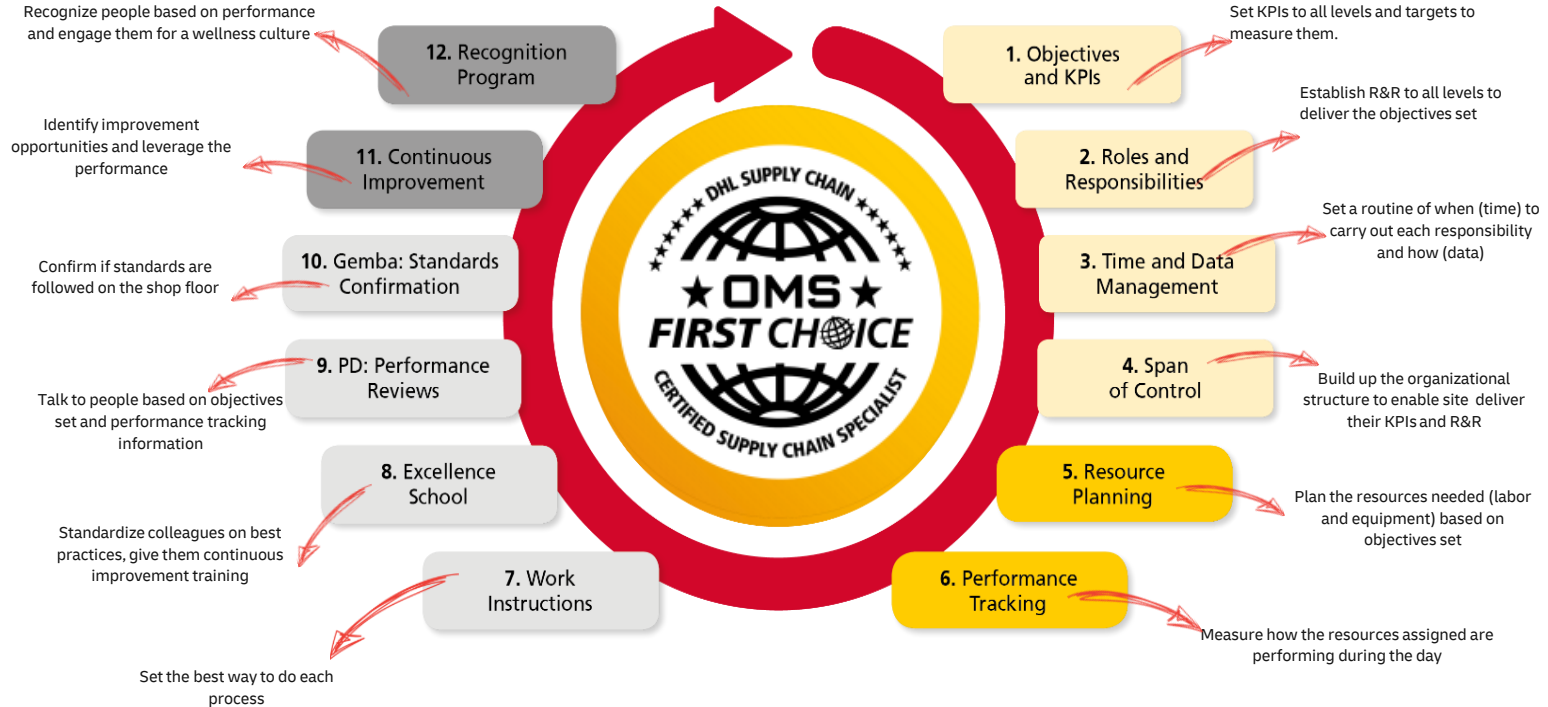 Recognize people based on performance
and engage them for a wellness culture
12. Recognition
Program
Identify improvement
opportunities and leverage the
performance
11. Continuous
Improvement
Confirm if standards are
followed on the shop floor
10. Gemba: Standards
Confirmation
9. PD: Performance
Reviews
Talk to people based on objectives
set and performance tracking
information
8. Excellence
School
Standardize colleagues on best
practices, give them continuous
improvement training
7. Work
Instructions
Set the best way to do each
process
DHL SUPPLY CHAIN
OMS
FIRST CHOICE
CERTIFIED SUPPLY CHAIN SPECIALIST
1. Objectives
and KPIs
Set KPIs to all levels and targets to
measure them.
2. Roles and
Responsibilities
Establish R&R to all levels to
deliver the objectives set
3. Time and Data
Management
Set a routine of when (time) to
carry out each responsibility
and how (data)
4. Span
of Control
Build up the organizational
structure to enable site deliver
their KPIs and R&R
5. Resource
Planning
Plan the resources needed (labor
and equipment) based on
objectives set
6. Performance
Tracking
Measure how the resources assigned are
performing during the day